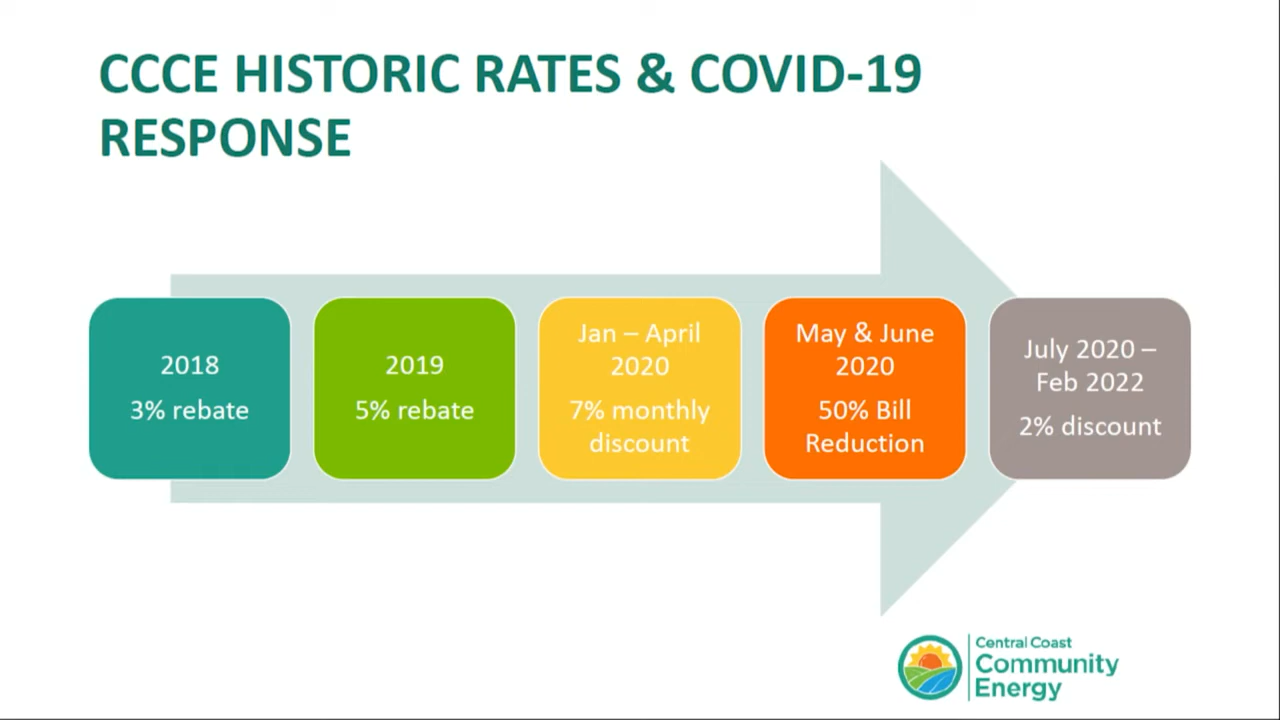 CCCE HISTORIC RATES & COVID-19
RESPONSE
2018
3% rebate
2019
5% rebate
Jan – April
2020
7% monthly
discount
May & June
2020
50% Bill
Reduction
July 2020 –
Feb 2022
2% discount
Central Coast
Community
Energy